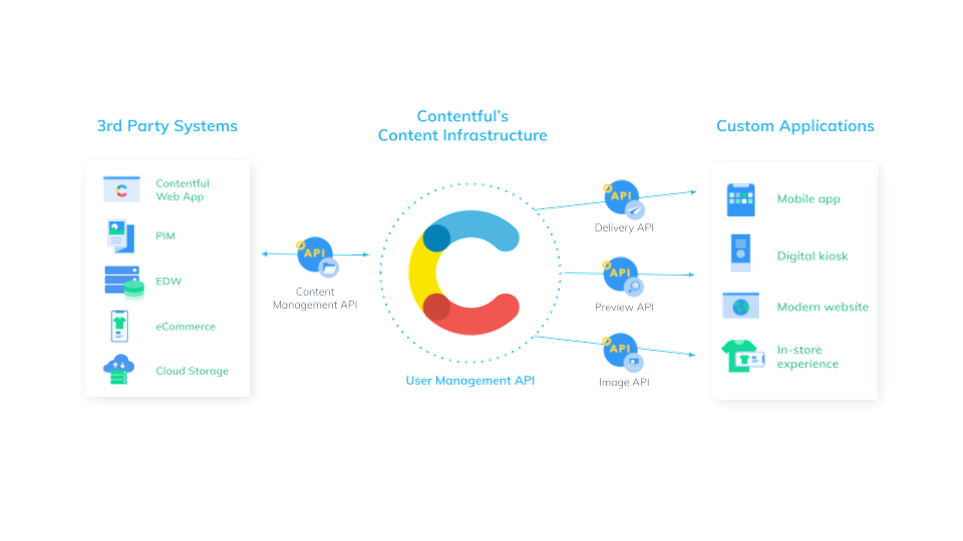 3rd Party Systems
Contentful
Web App
PIM
EDW
eCommerce
Cloud Storage
API
Content
Management API
Contentful's
Content Infrastructure
User Management API
API
Delivery API
API
Preview API
API
Image API
Custom Applications
Mobile app
Digital kiosk
Modern website
In-store
experience